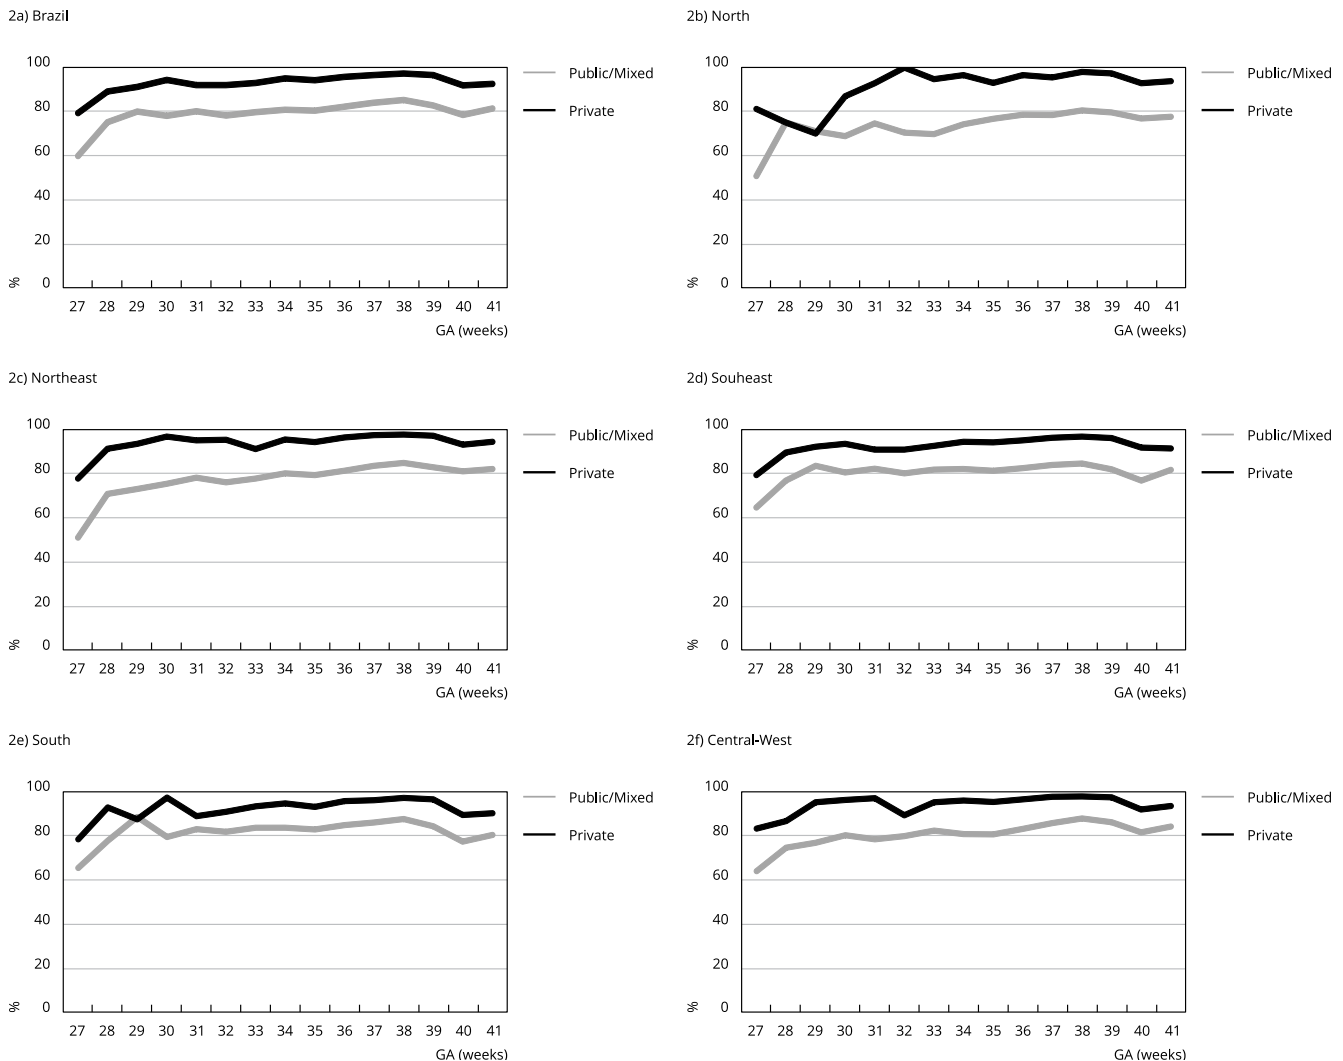 2a) Brazil
100
80
60
40
20
0
%
27 28 29 30 31 32 33 34 35 36 37 38 39 40 41
GA (weeks)
Public/Mixed
Private
2b) North
100
80
60
40
20
0
%
27 28 29 30 31 32 33 34 35 36 37 38 39 40 41
GA (weeks)
Public/Mixed
Private
2c) Northeast
100
80
60
40
20
0
%
27 28 29 30 31 32 33 34 35 36 37 38 39 40 41
GA (weeks)
Public/Mixed
Private
2d) Souheast
100
80
60
40
20
0
%
27 28 29 30 31 32 33 34 35 36 37 38 39 40 41
GA (weeks)
Public/Mixed
Private
2e) South
100
80
60
40
20
0
%
27 28 29 30 31 32 33 34 35 36 37 38 39 40 41
GA (weeks)
Public/Mixed
Private
2f) Central-West
100
80
60
40
20
0
%
27 28 29 30 31 32 33 34 35 36 37 38 39 40 41
GA (weeks)
Public/Mixed
Private